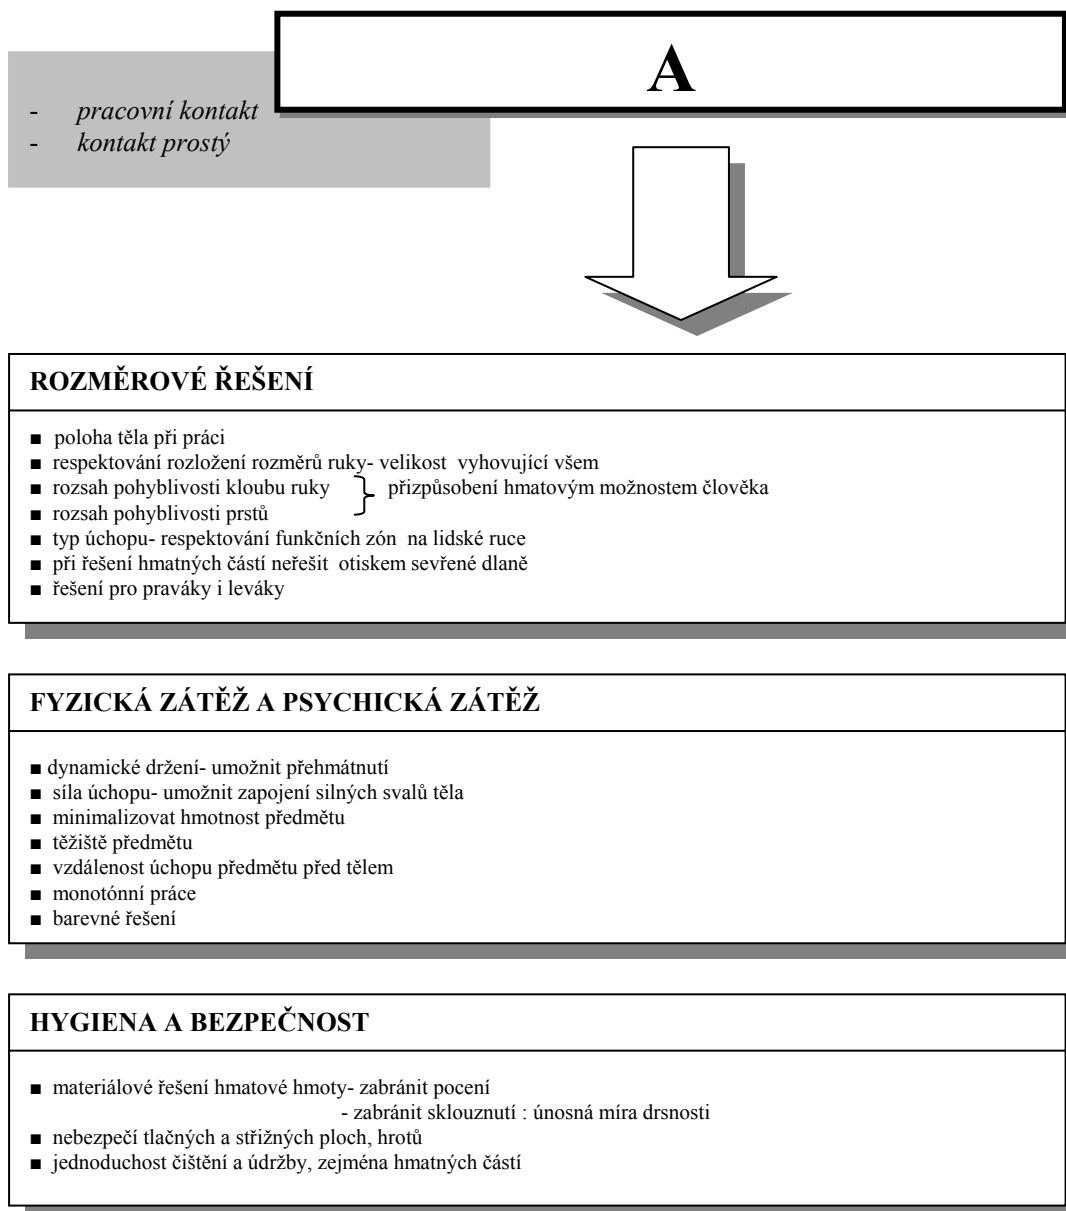 A
- pracovní kontakt
- kontakt prostý
ROZMĚROVÉ ŘEŠENÍ
■ poloha těla při práci
■ respektování rozložení rozměrů ruky- velikost vyhovující všem
■ rozsah pohyblivosti kloubu ruky } přizpůsobení hmatovým možnostem člověka
■ rozsah pohyblivosti prstů
■ typ úchopu- respektování funkčních zón na lidské ruce
■ při řešení hmatných částí neřešit otiskem sevřené dlaně
■ řešení pro praváky i leváky
FYZICKÁ ZÁTĚŽ A PSYCHICKÁ ZÁTĚŽ
■ dynamické držení- umožnit přehmátnutí
■ síla úchopu- umožnit zapojení silných svalů těla
■ minimalizovat hmotnost předmětu
■ těžiště předmětu
■ vzdálenost úchopu předmětu před tělem
■ monotónní práce
■ barevné řešení
HYGIENA A BEZPEČNOST
■ materiálové řešení hmatové hmoty- zabránit pocení
- zabránit sklouznutí : únosná míra drsnosti
■ nebezpečí tlačných a střižných ploch, hrotů
■ jednoduchost čištění a údržby, zejména hmatných částí